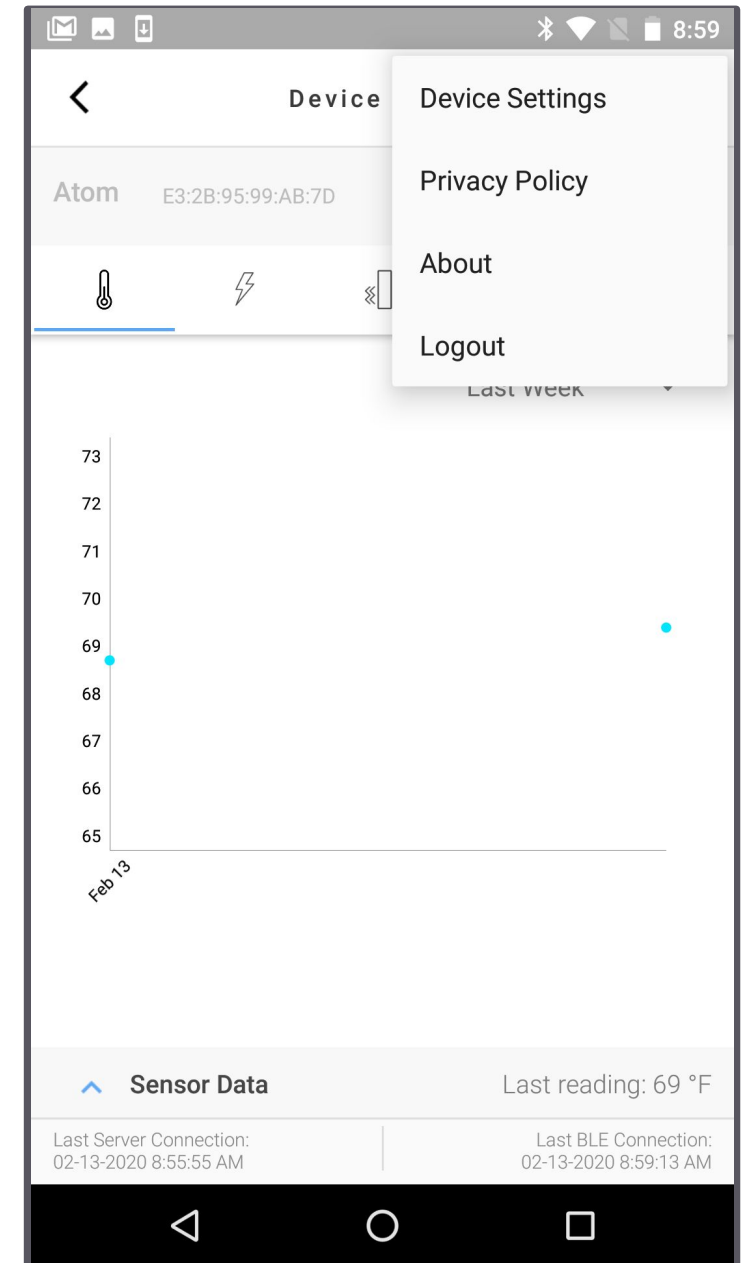 8:59
Device
Device Settings
Privacy Policy
About
Logout
Atom E3:2B:95:99:AB:7D
Last Week
73
72
71
70
69
68
67
66
65
Feb 13
Sensor Data
Last reading: 69 °F
Last Server Connection:
02-13-2020 8:55:55 AM
Last BLE Connection:
02-13-2020 8:59:13 AM